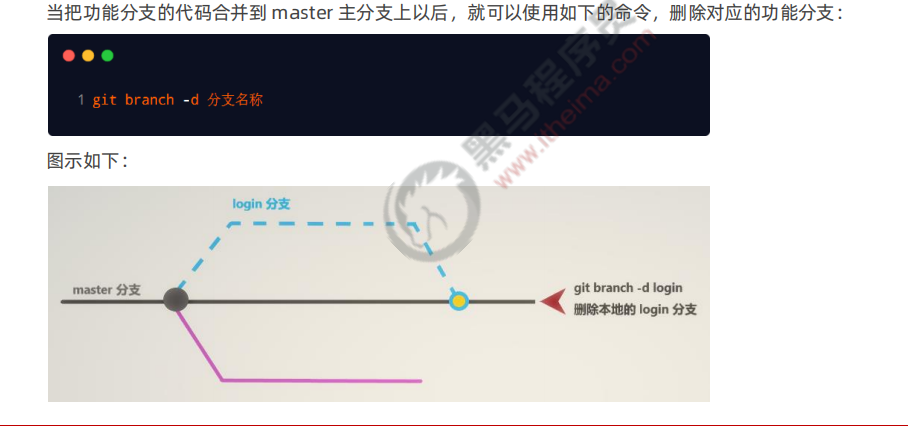 当把功能分支的代码合并到 master 主分支上以后，就可以使用如下的命令，删除对应的功能分支：
1 git branch -d 分支名称
图示如下：
login 分支
master 分支
git branch -d login
删除本地的 login 分支
黑马程序员
www.itheima.com